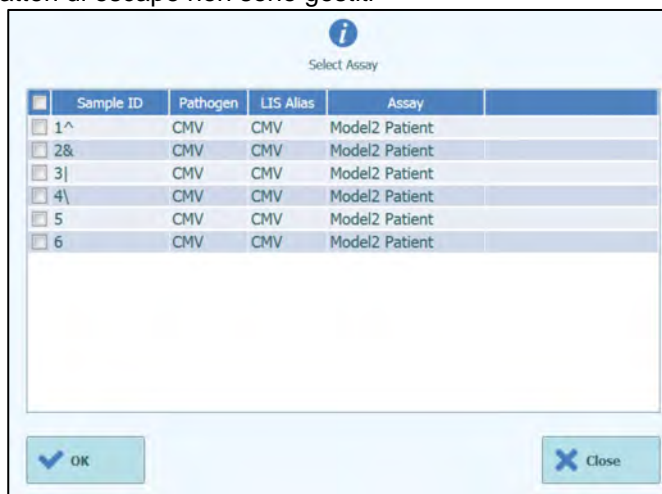 Select Assay
Sample ID Pathogen LIS Alias Assay
1^ CMV CMV Model2 Patient
2& CMV CMV Model2 Patient
3| CMV CMV Model2 Patient
4\ CMV CMV Model2 Patient
5 CMV CMV Model2 Patient
6 CMV CMV Model2 Patient
OK Close